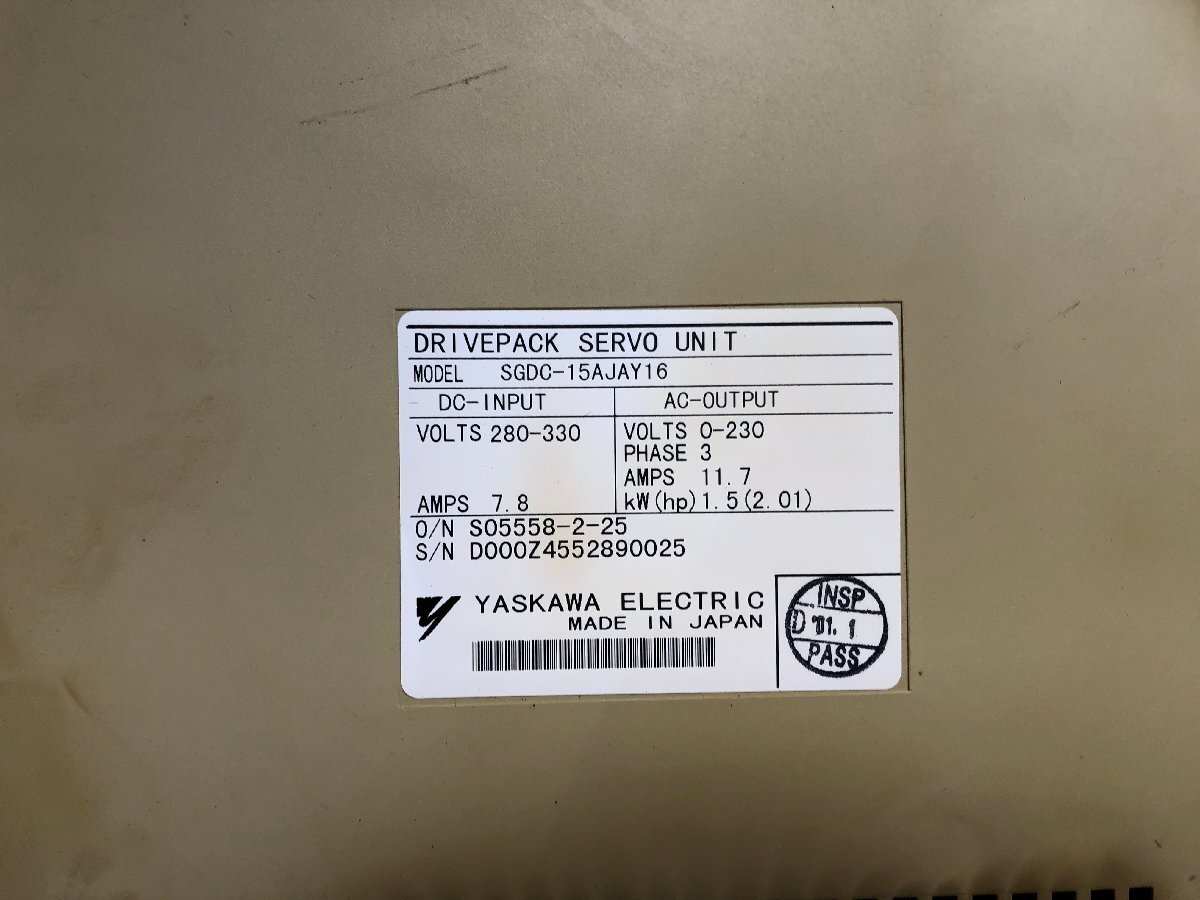 DRIVEPACK SERVO UNIT
MODEL SGDC-15AJAY16
DC-INPUT AC-OUTPUT
VOLTS 280-330
AMPS 7.8
VOLTS 0-230
PHASE 3
AMPS 11.7
kW(hp) 1.5(2.01)
O/N S05558-2-25
S/N D000Z4552890025
YASKAWA ELECTRIC
MADE IN JAPAN
INSP
D '01. 1
PASS